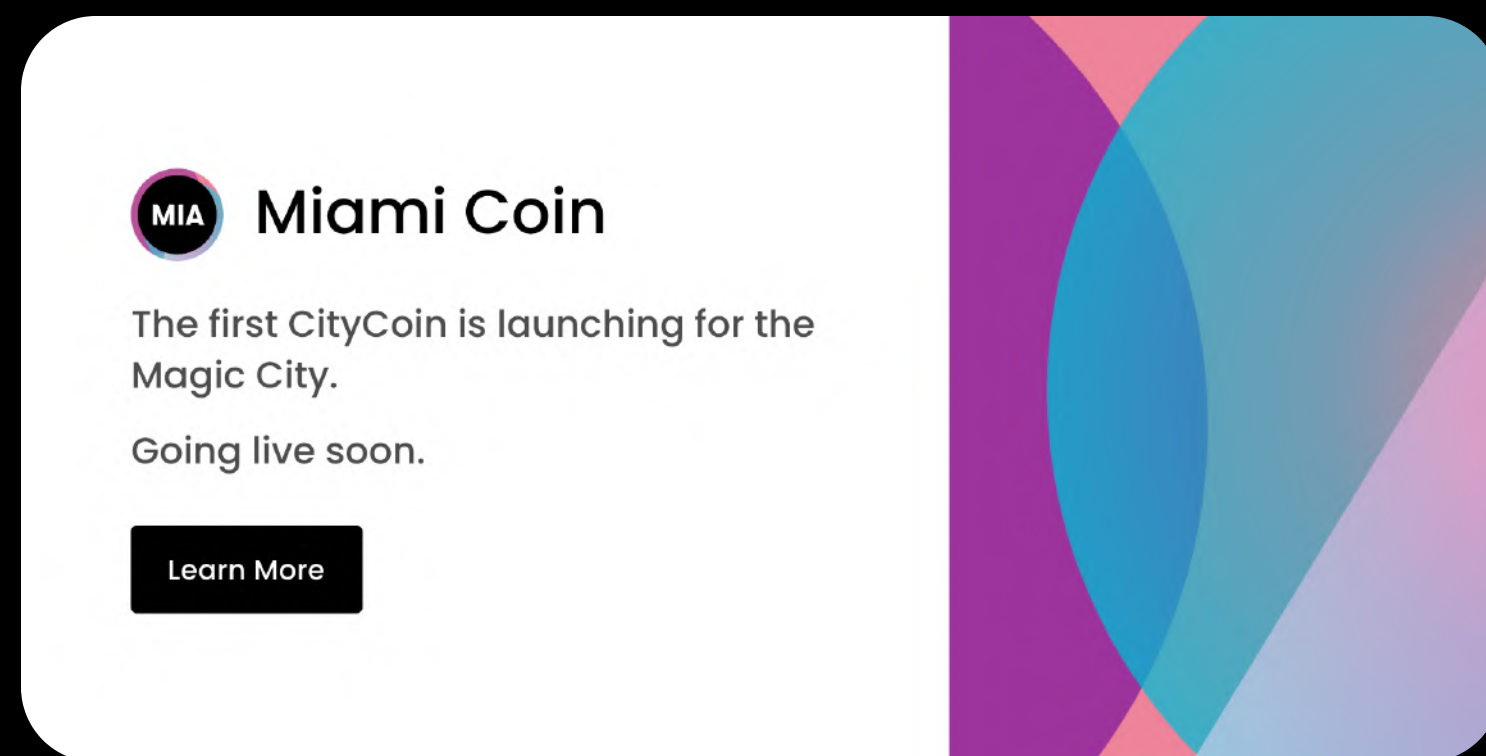 MIA
Miami Coin
The first CityCoin is launching for the
Magic City.
Going live soon.
Learn More